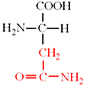 COOH
H₂N—C—H
CH₂
O=C—NH₂